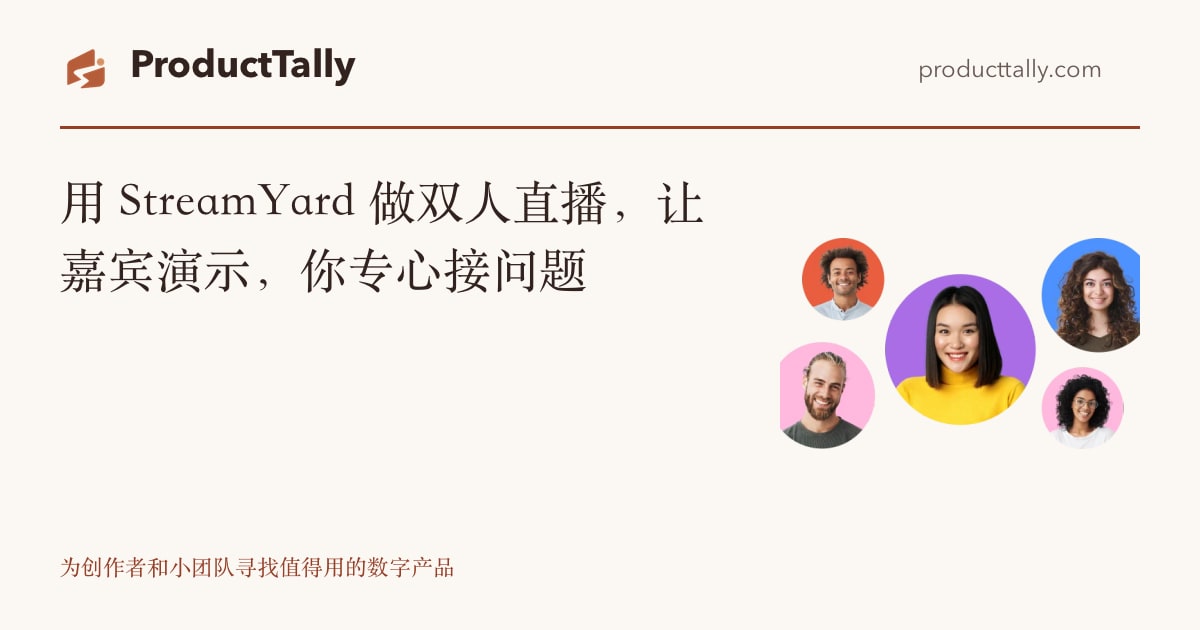 ProductTally
producttally.com
用 StreamYard 做双人直播，让
嘉宾演示，你专心接问题
为创作者和小团队寻找值得用的数字产品